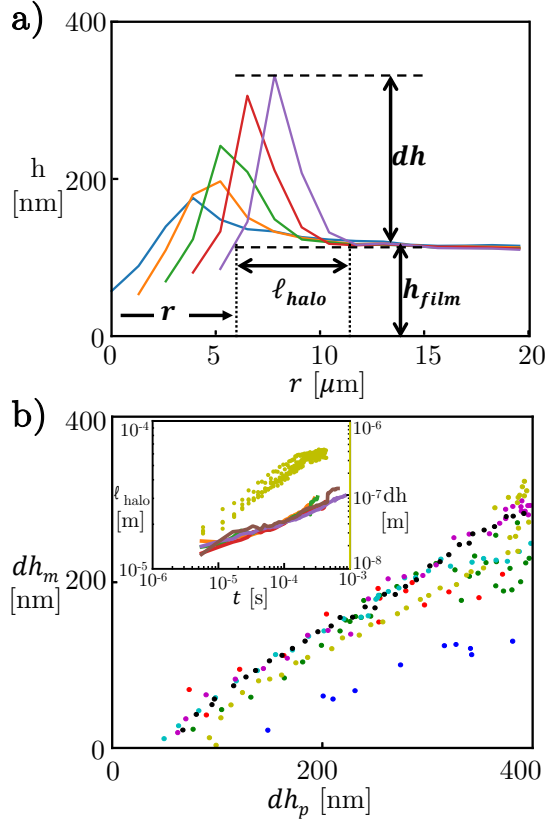 a)
400
200
0
h
[nm]
dh
ℓhalo
hfilm
r
0 5 10 15 20
r [μm]
b)
400
200
0
dhm
[nm]
10⁻⁴
10⁻⁵
ℓ halo
[m]
10⁻⁶
10⁻⁷
10⁻⁸
dh
[m]
10⁻⁶ 10⁻⁵ 10⁻⁴ 10⁻³
t [s]
0 200 400
dhp [nm]